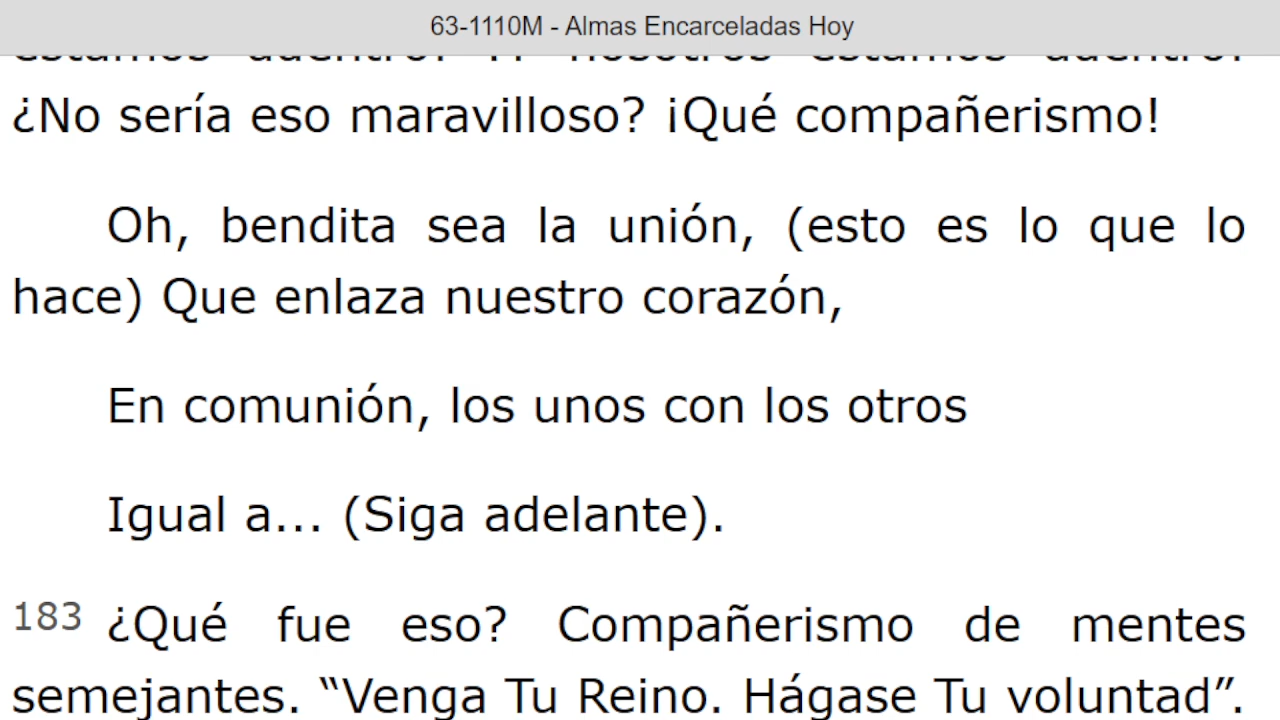 63-1110M - Almas Encarceladas Hoy
¿No sería eso maravilloso? ¡Qué compañerismo!
Oh, bendita sea la unión, (esto es lo que lo
hace) Que enlaza nuestro corazón,
En comunión, los unos con los otros
Igual a... (Siga adelante).
183 ¿Qué fue eso? Compañerismo de mentes
semejantes. “Venga Tu Reino. Hágase Tu voluntad”.